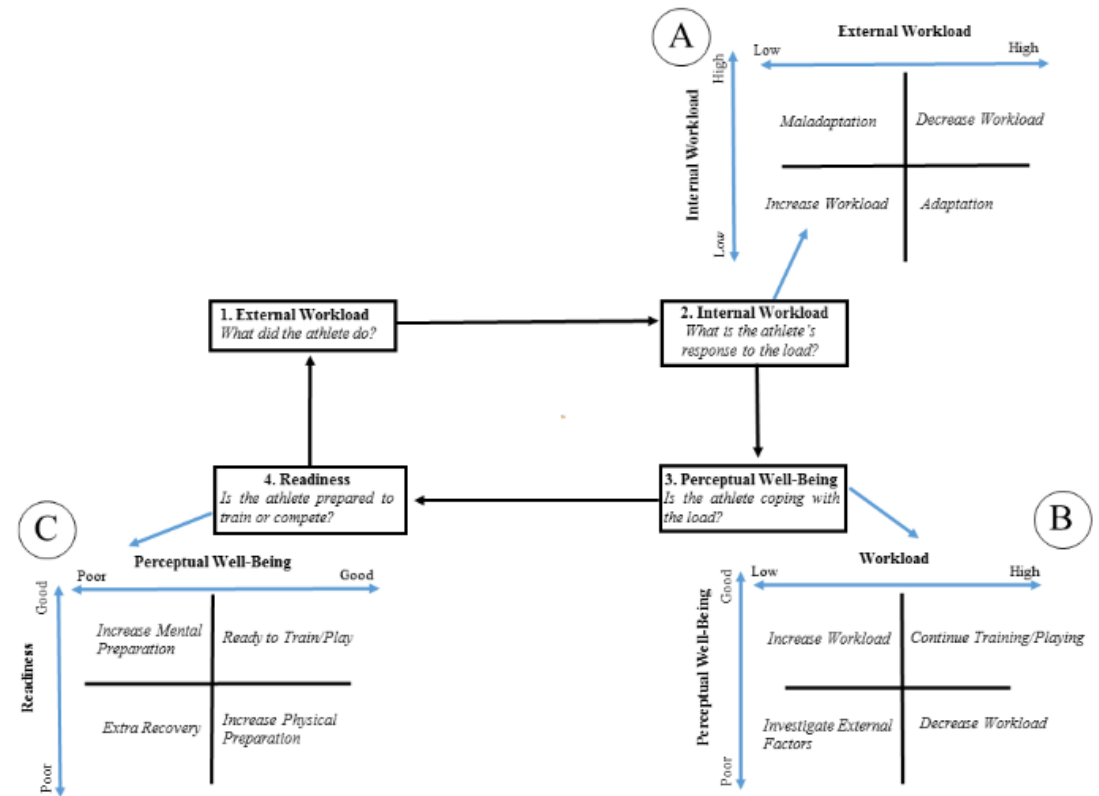 A
External Workload
Low
High
High
Internal Workload
Low
Maladaptation
Decrease Workload
Increase Workload
Adaptation
1. External Workload
What did the athlete do?
2. Internal Workload
What is the athlete's
response to the load?
4. Readiness
Is the athlete prepared to
train or compete?
3. Perceptual Well-Being
Is the athlete coping with
the load?
C
Perceptual Well-Being
Poor
Good
Good
Readiness
Poor
Increase Mental
Preparation
Ready to Train/Play
Extra Recovery
Increase Physical
Preparation
B
Workload
Low
High
Good
Perceptual Well-Being
Poor
Increase Workload
Continue Training/Playing
Investigate External
Factors
Decrease Workload